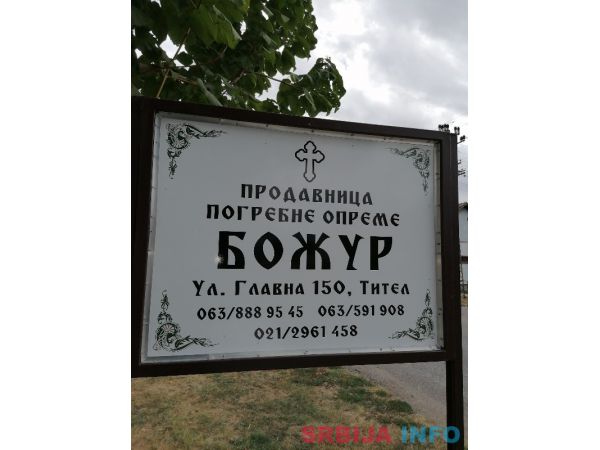 ПРОДАВНИЦА
ПОГРЕБНЕ ОПРЕМЕ
БОЖУР
Ул. Главна 150, Тител
063/888 95 45 063/591 908
021/2961 458
SRBIJA INFO